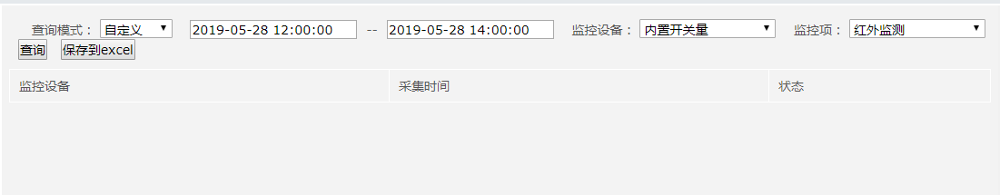 查询模式： 自定义 2019-05-28 12:00:00 -- 2019-05-28 14:00:00 监控设备： 内置开关量 监控项： 红外监测
查询 保存到excel
监控设备 采集时间 状态